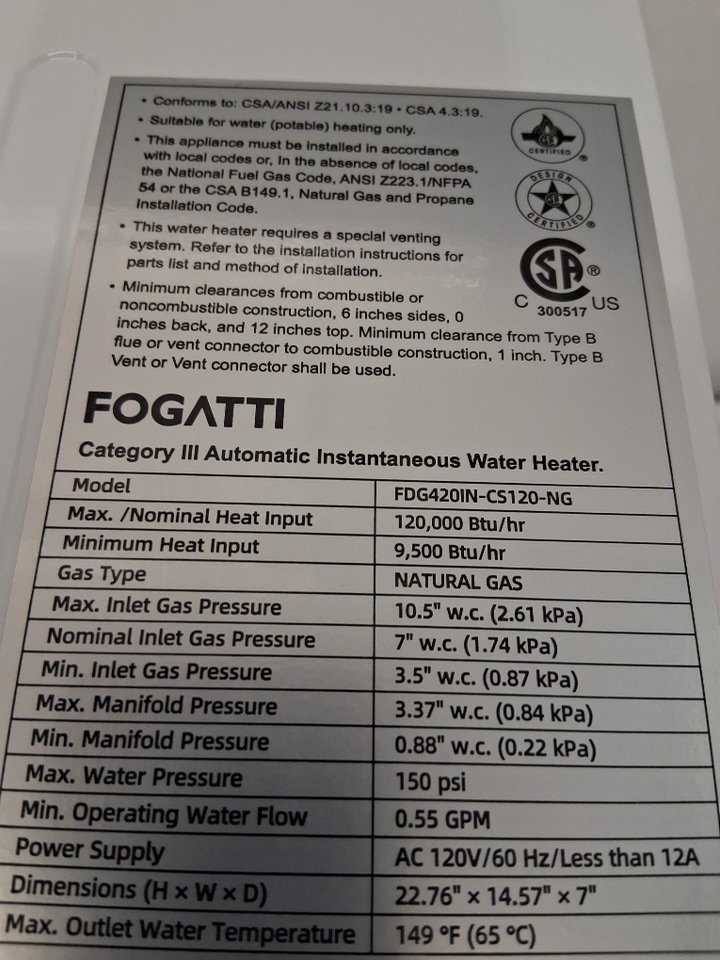 • Conforms to: CSA/ANSI Z21.10.3:19 • CSA 4.3:19.
• Suitable for water (potable) heating only.
• This appliance must be installed in accordance
with local codes or, In the absence of local codes,
the National Fuel Gas Code, ANSI Z223.1/NFPA
54 or the CSA B149.1, Natural Gas and Propane
Installation Code.
• This water heater requires a special venting
system. Refer to the installation instructions for
parts list and method of installation.
• Minimum clearances from combustible or
noncombustible construction, 6 inches sides, 0
inches back, and 12 inches top. Minimum clearance from Type B
flue or vent connector to combustible construction, 1 inch. Type B
Vent or Vent connector shall be used.
CERTIFIED ®
DESIGN
CERTIFIED ®
CSA ®
C 300517 US
FOGATTI
Category III Automatic Instantaneous Water Heater.
Model FDG420IN-CS120-NG
Max. /Nominal Heat Input 120,000 Btu/hr
Minimum Heat Input 9,500 Btu/hr
Gas Type NATURAL GAS
Max. Inlet Gas Pressure 10.5" w.c. (2.61 kPa)
Nominal Inlet Gas Pressure 7" w.c. (1.74 kPa)
Min. Inlet Gas Pressure 3.5" w.c. (0.87 kPa)
Max. Manifold Pressure 3.37" w.c. (0.84 kPa)
Min. Manifold Pressure 0.88" w.c. (0.22 kPa)
Max. Water Pressure 150 psi
Min. Operating Water Flow 0.55 GPM
Power Supply AC 120V/60 Hz/Less than 12A
Dimensions (H × W × D) 22.76" × 14.57" × 7"
Max. Outlet Water Temperature 149 °F (65 °C)